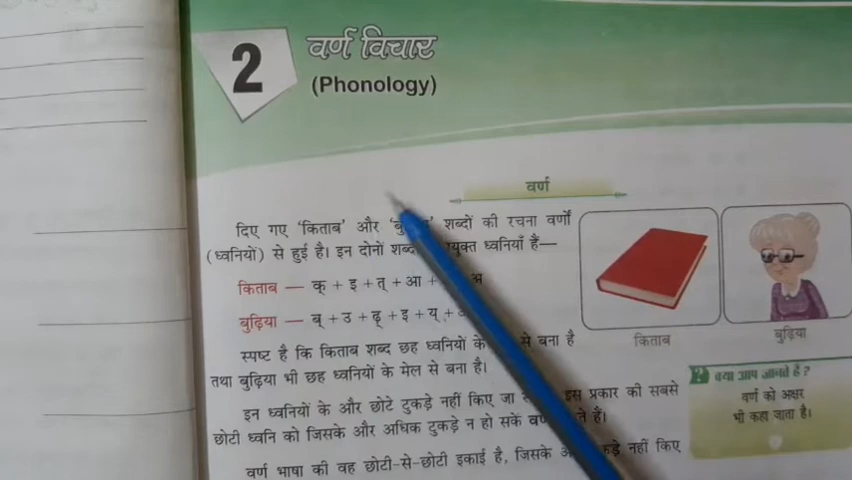 2
वर्ण विचार
(Phonology)
वर्ण
दिए गए 'किताब' और शब्दों की रचना वर्णों
(ध्वनियों) से हुई है। इन दोनों ध्वनियाँ हैं—
किताब — क् + इ + त् + आ + अ
बुढ़िया — ब् + उ + ढ़् + इ + य् +
स्पष्ट है कि किताब शब्द छह ध्वनियों के से बना है
तथा बुढ़िया भी छह ध्वनियों के मेल से बना है।
इन ध्वनियों के और छोटे टुकड़े नहीं किए जा इस प्रकार की सबसे
छोटी ध्वनि को जिसके और अधिक टुकड़े न हो सकें हैं।
वर्ण भाषा की वह छोटी-से-छोटी इकाई है, जिसके नहीं किए
किताब
बुढ़िया
? क्या आप जानते हैं?
वर्ण को अक्षर
भी कहा जाता है।